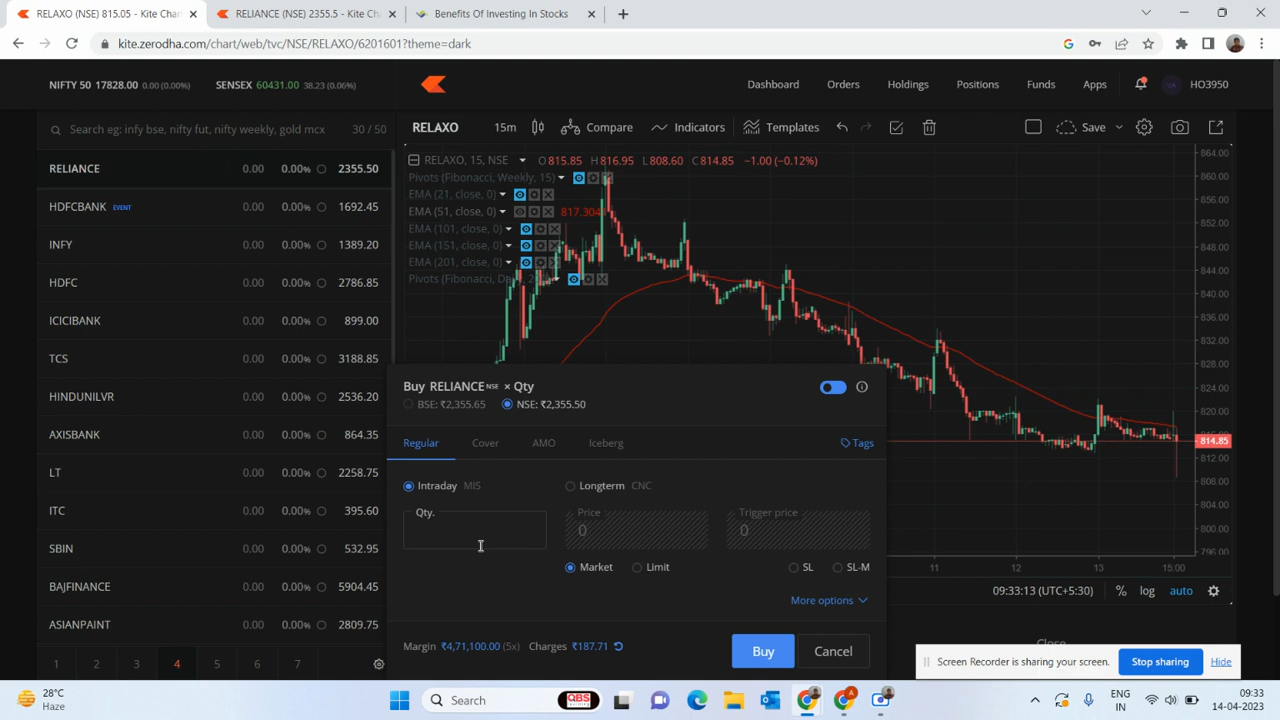 RELAXO (NSE) 815.05 - Kite Chart
RELIANCE (NSE) 2355.5 - Kite Ch
Benefits Of Investing In Stocks
kite.zerodha.com/chart/web/tvc/NSE/RELAXO/6201601?theme=dark
NIFTY 50 17828.00 0.00 (0.00%) SENSEX 60431.00 38.23 (0.06%)
Dashboard Orders Holdings Positions Funds Apps VA HO3950
Search eg: infy bse, nifty fut, nifty weekly, gold mcx 30 / 50
RELAXO 15m Compare Indicators Templates Save
RELIANCE 0.00 0.00% 2355.50
HDFCBANK EVENT 0.00 0.00% 1692.45
INFY 0.00 0.00% 1389.20
HDFC 0.00 0.00% 2786.85
ICICIBANK 0.00 0.00% 899.00
TCS 0.00 0.00% 3188.85
HINDUNILVR 0.00 0.00% 2536.20
AXISBANK 0.00 0.00% 864.35
LT 0.00 0.00% 2258.75
ITC 0.00 0.00% 395.60
SBIN 0.00 0.00% 532.95
BAJFINANCE 0.00 0.00% 5904.45
ASIANPAINT 0.00 0.00% 2809.75
1 2 3 4 5 6 7
RELAXO, 15, NSE O815.85 H816.95 L808.60 C814.85 −1.00 (−0.12%)
Pivots (Fibonacci, Weekly, 15)
EMA (21, close, 0)
EMA (51, close, 0) 817.304
EMA (101, close, 0)
EMA (151, close, 0)
EMA (201, close, 0)
864.00
860.00
856.00
852.00
848.00
844.00
840.00
836.00
832.00
828.00
824.00
820.00
814.85
812.00
808.00
804.00
800.00
796.00
11 12 13 15:00
09:33:13 (UTC+5:30) % log auto
Close
Buy RELIANCE NSE × Qty
BSE: ₹2,355.65 NSE: ₹2,355.50
Regular Cover AMO Iceberg Tags
Intraday MIS Longterm CNC
Qty. Price Trigger price
0 0
Market Limit SL SL-M
More options
Margin ₹4,71,100.00 (5x) Charges ₹187.71
Buy Cancel
Screen Recorder is sharing your screen. Stop sharing Hide
28°C
Haze
Search
QBS
ENG
IN
09:33
14-04-2023